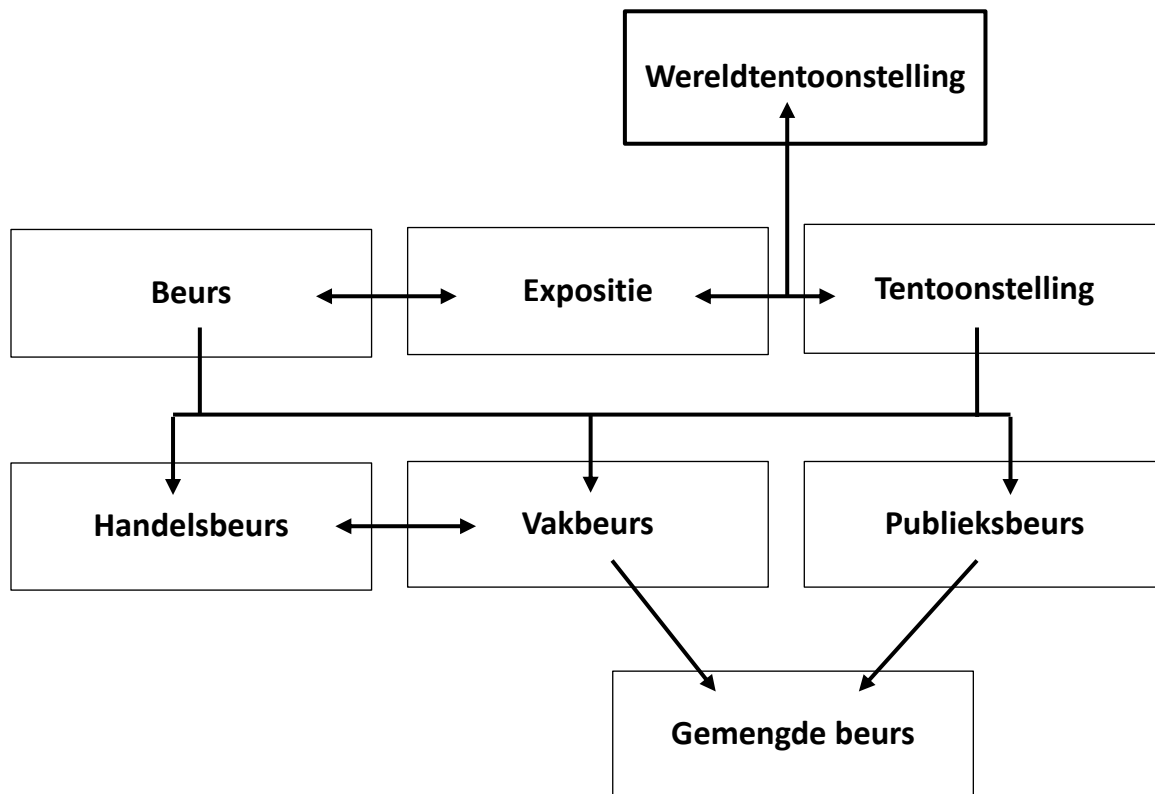 Wereldtentoonstelling
Beurs
Expositie
Tentoonstelling
Handelsbeurs
Vakbeurs
Publieksbeurs
Gemengde beurs